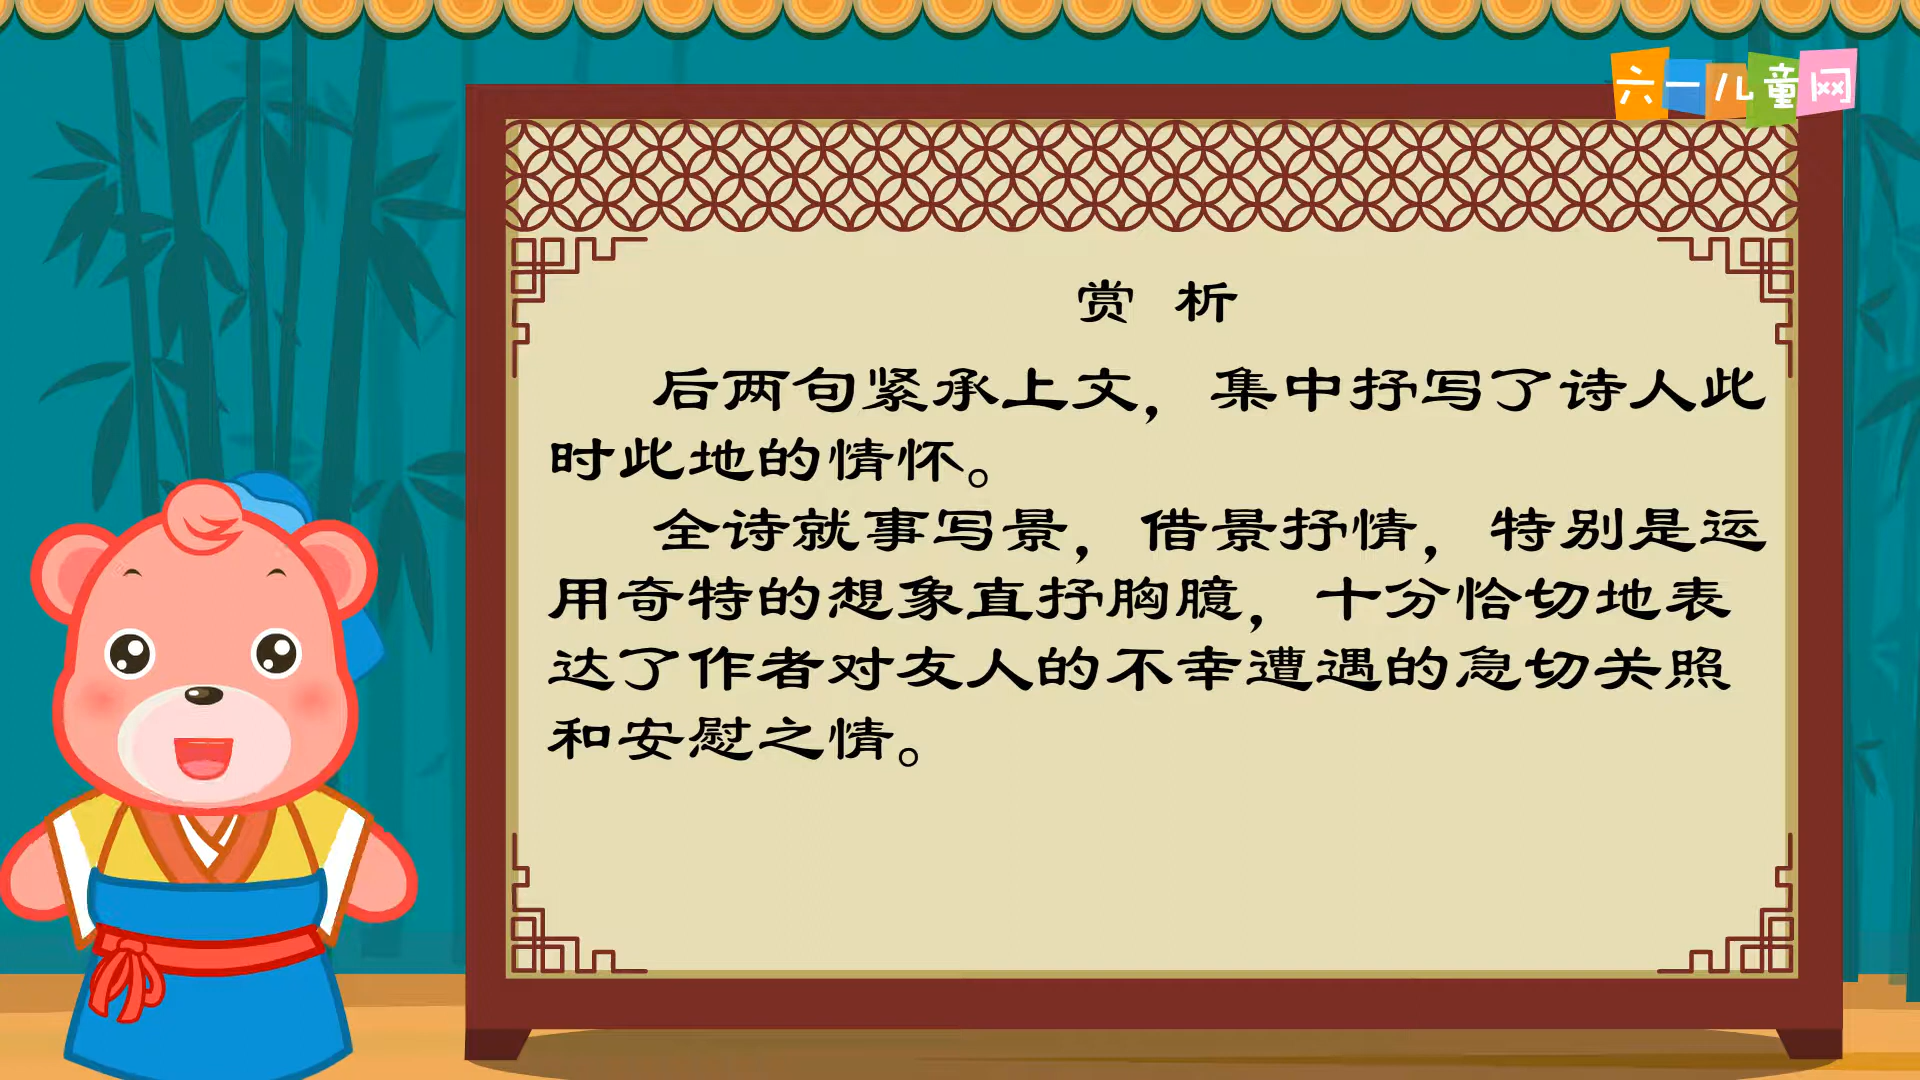 六一儿童网
赏 析
后两句紧承上文，集中抒写了诗人此
时此地的情怀。
全诗就事写景，借景抒情，特别是运
用奇特的想象直抒胸臆，十分恰切地表
达了作者对友人的不幸遭遇的急切关照
和安慰之情。